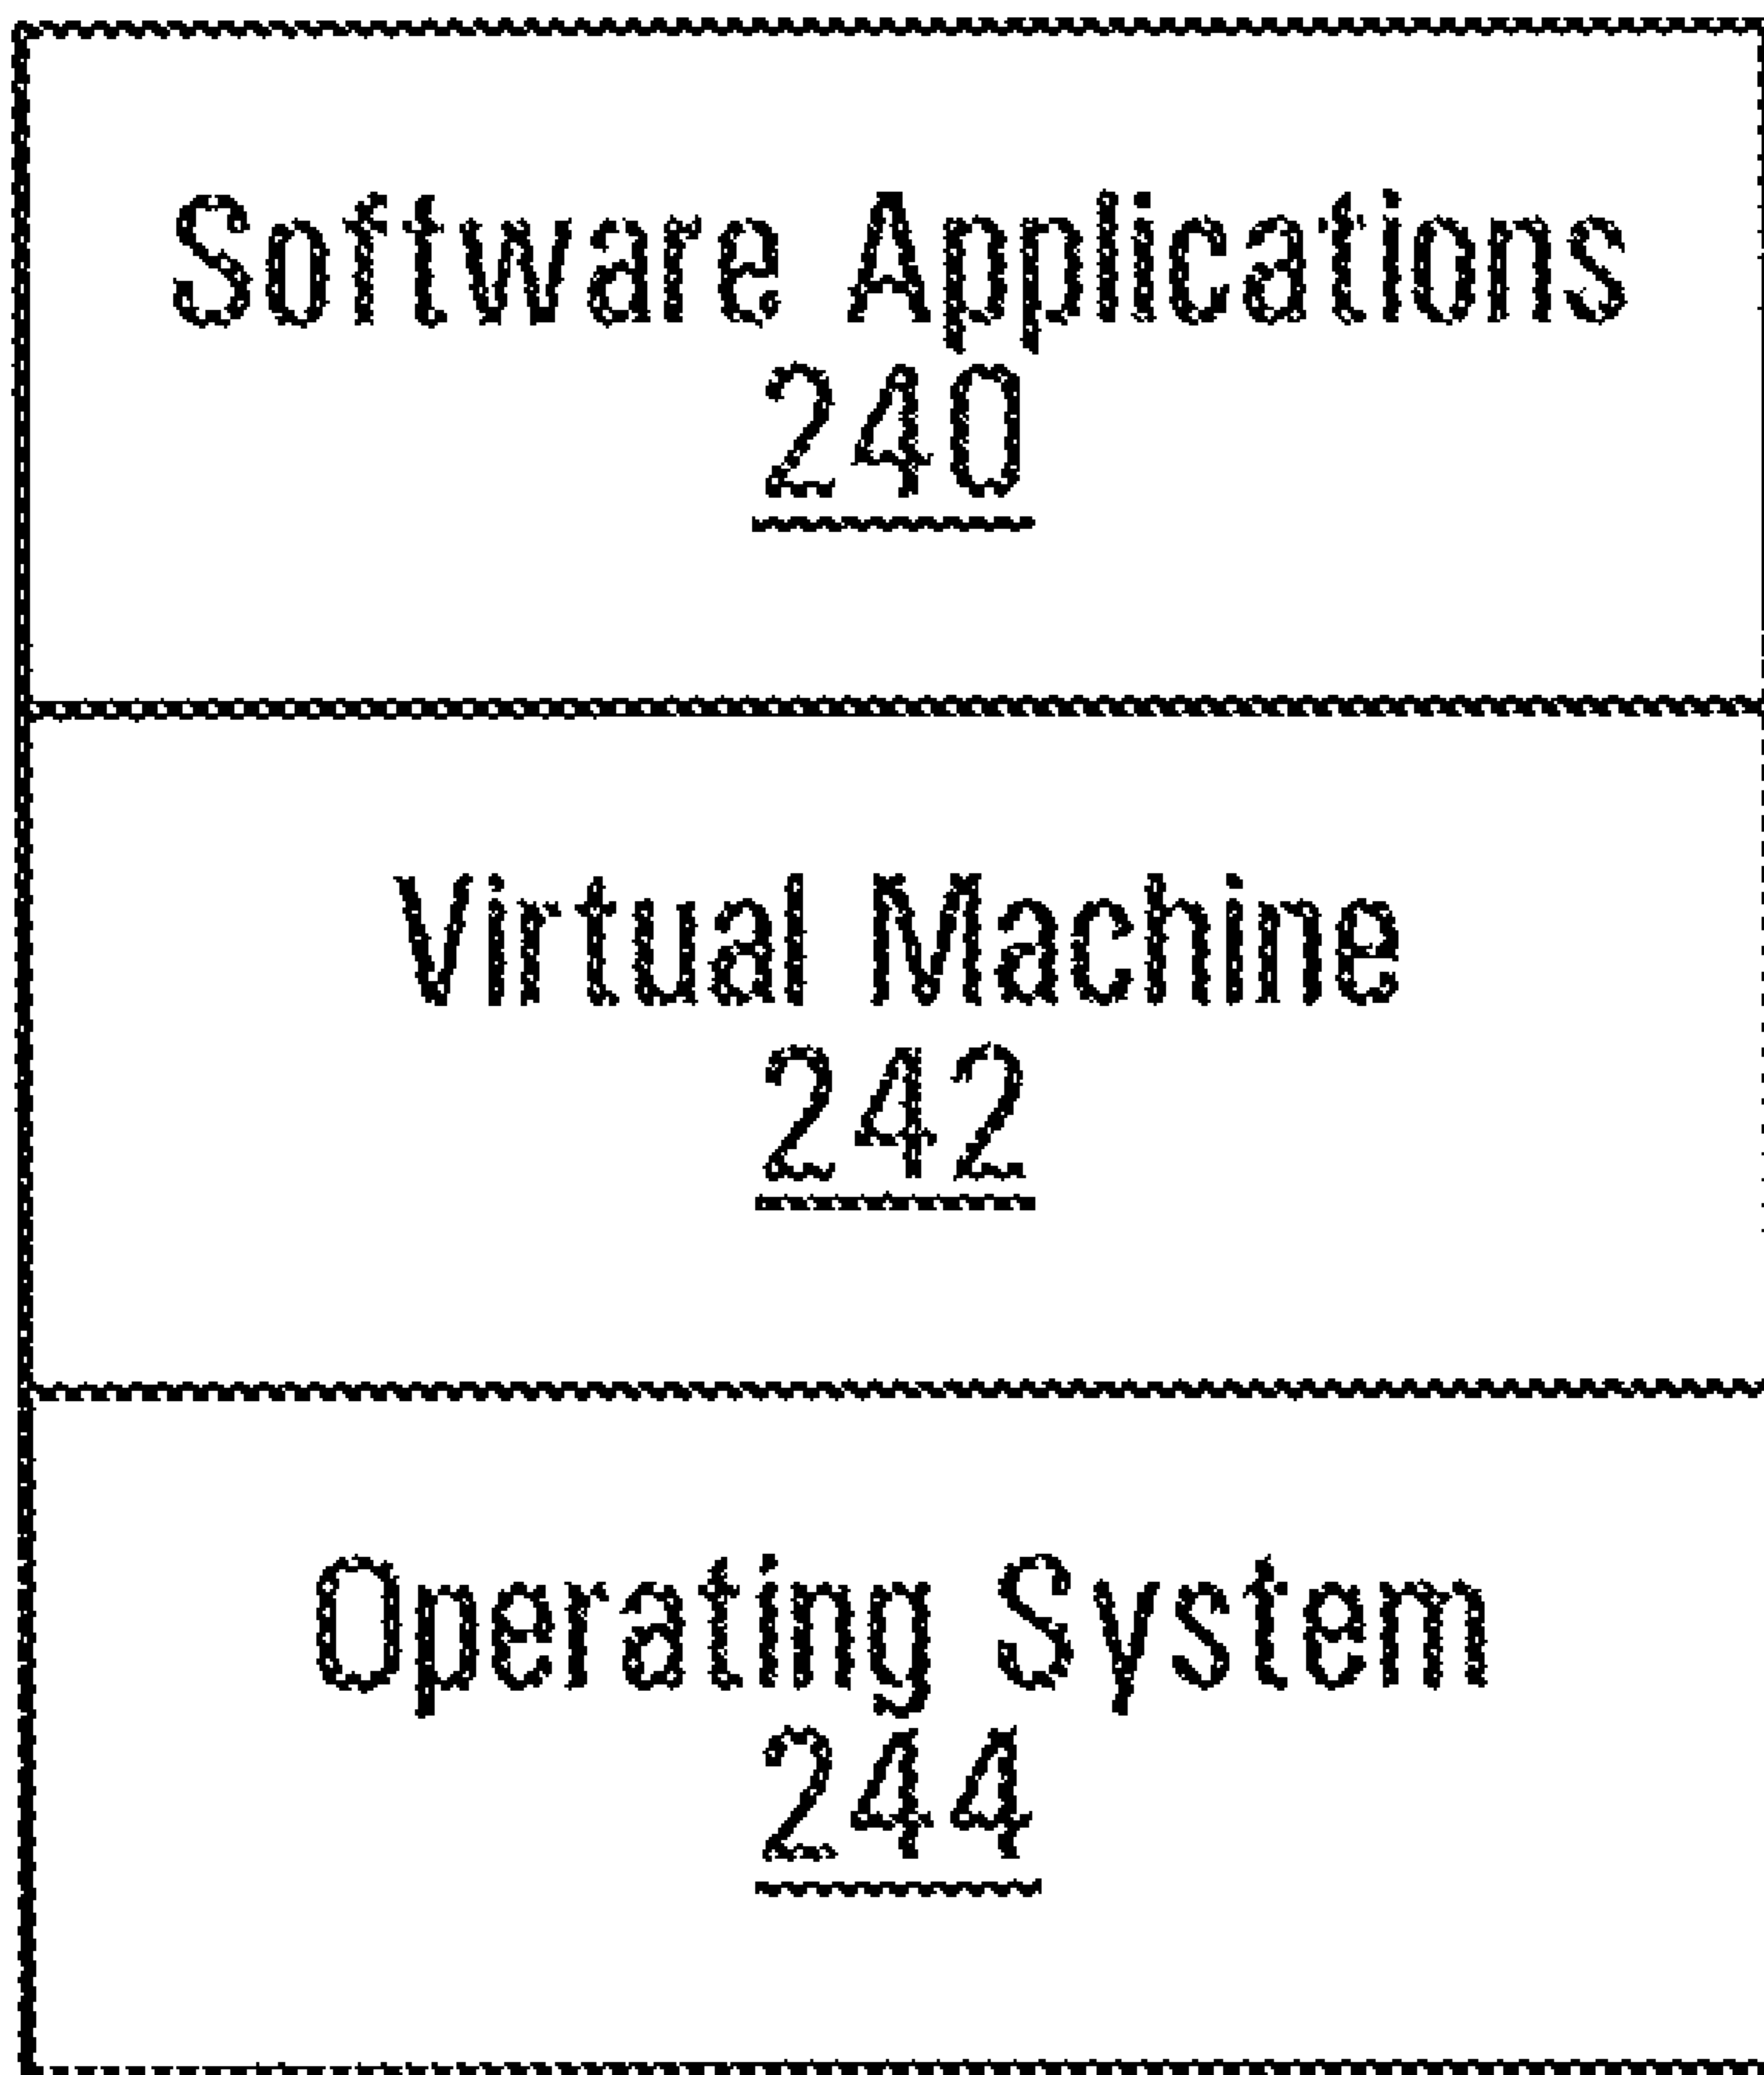 Software Applications
240
Virtual Machine
242
Operating System
244